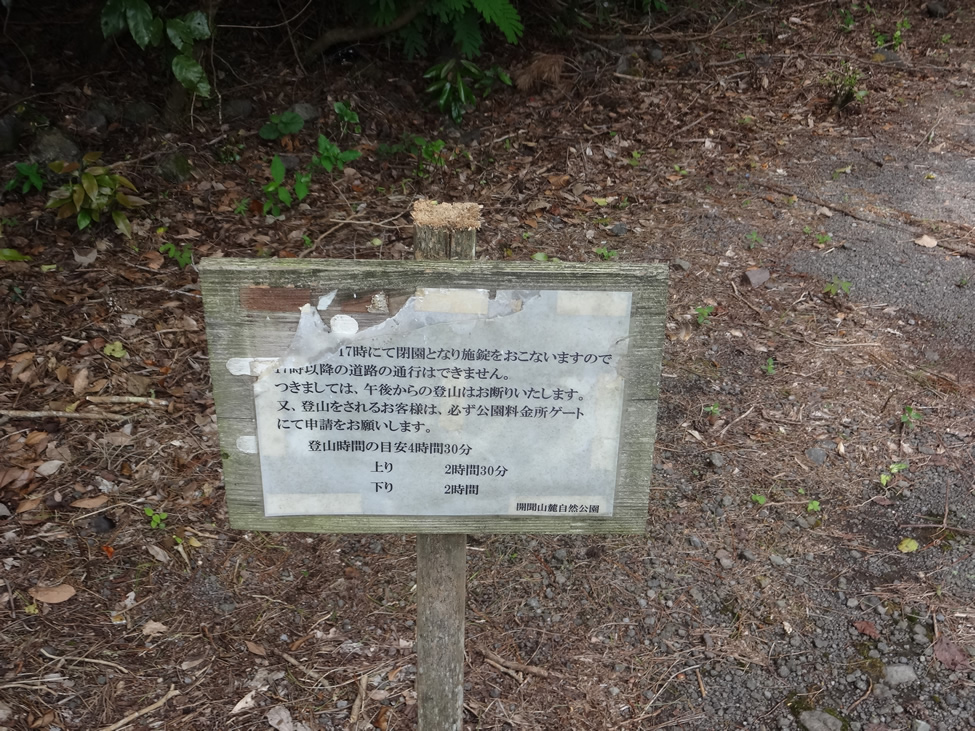 17時にて閉園となり施錠をおこないますので
17時以降の道路の通行はできません。
つきましては、午後からの登山はお断りいたします。
又、登山をされるお客様は、必ず公園料金所ゲート
にて申請をお願いします。
登山時間の目安4時間30分
上り 2時間30分
下り 2時間
開聞山麓自然公園